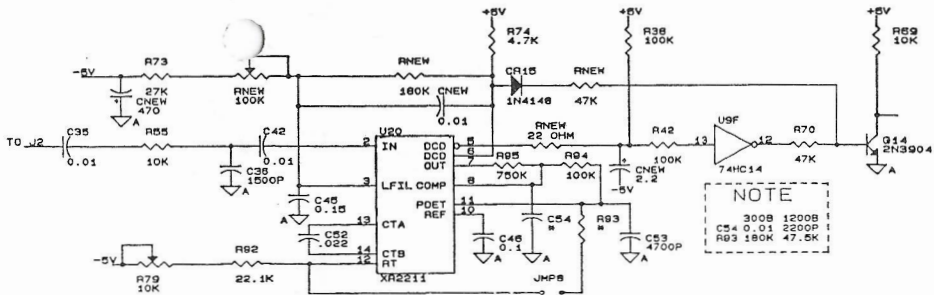 +5V
+5V
+5V
R74
4.7K
R38
100K
R69
10K
-5V
R73
27K
RNEW
100K
RNEW
180K
CNEW
0.01
CR15
1N4148
RNEW
47K
CNEW
470
A
TO J2
C35
0.01
R55
10K
C42
0.01
C36
1500P
A
U20
2
IN
3
LFIL
13
CTA
14
CTB
12
RT
DCD
5
DCD
6
OUT
7
COMP
8
PDET
11
REF
10
XR2211
RNEW
22 OHM
R95
750K
R94
100K
CNEW
2.2
-5V
R42
100K
U9F
13
12
74HC14
R70
47K
Q14
2N3904
A
C45
0.15
A
C52
.022
C46
0.1
A
C54
*
A
R93
*
C53
4700P
A
-5V
R79
10K
R92
22.1K
JMP6
NOTE
300B 1200B
C54 0.01 2200P
R93 180K 47.5K